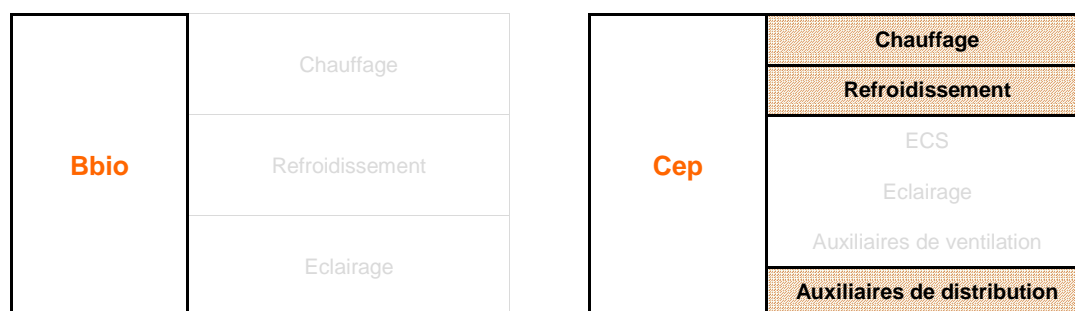 Bbio
Chauffage
Refroidissement
Eclairage
Cep
Chauffage
Refroidissement
ECS
Eclairage
Auxiliaires de ventilation
Auxiliaires de distribution